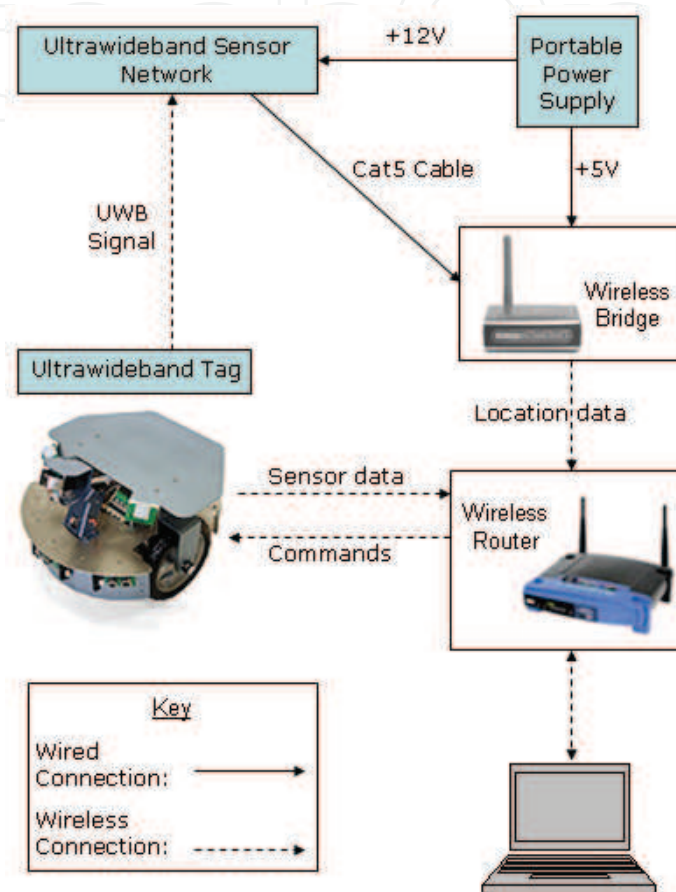 Ultrawideband Sensor
Network
+12V
Portable
Power
Supply
Cat5 Cable
+5V
UWB
Signal
Wireless
Bridge
Ultrawideband Tag
Location data
Sensor data
Wireless
Router
Commands
Key
Wired
Connection:
Wireless
Connection: